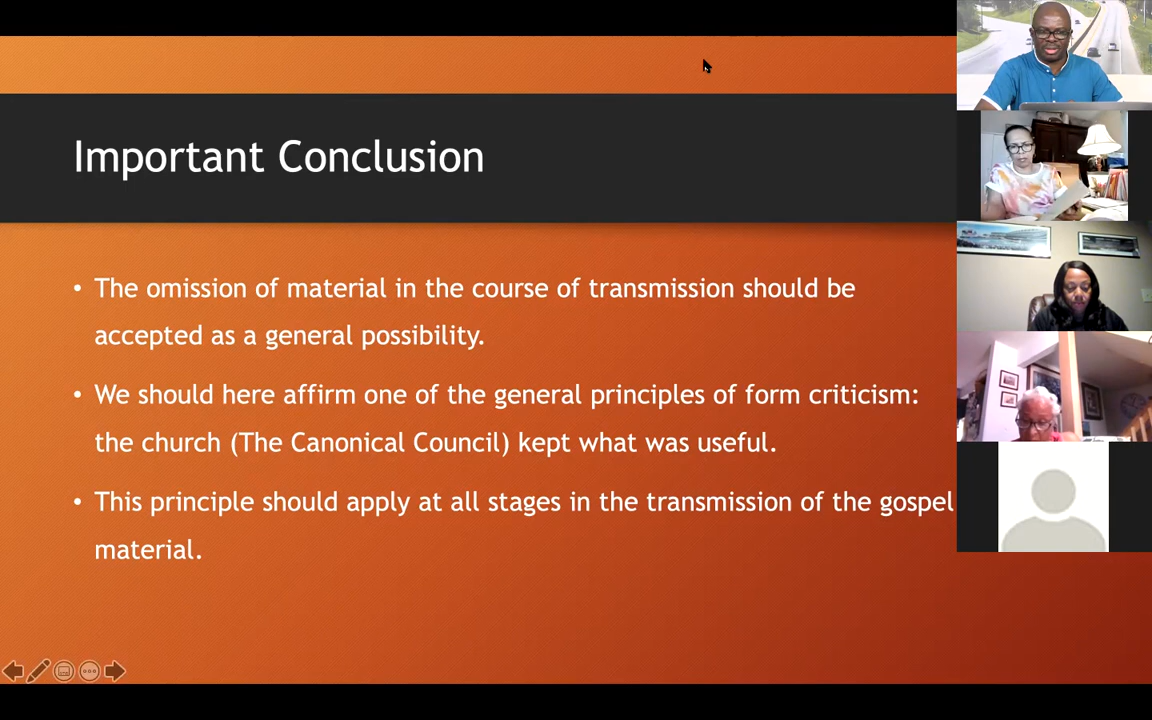 Important Conclusion
• The omission of material in the course of transmission should be
accepted as a general possibility.
• We should here affirm one of the general principles of form criticism:
the church (The Canonical Council) kept what was useful.
• This principle should apply at all stages in the transmission of the gospel
material.